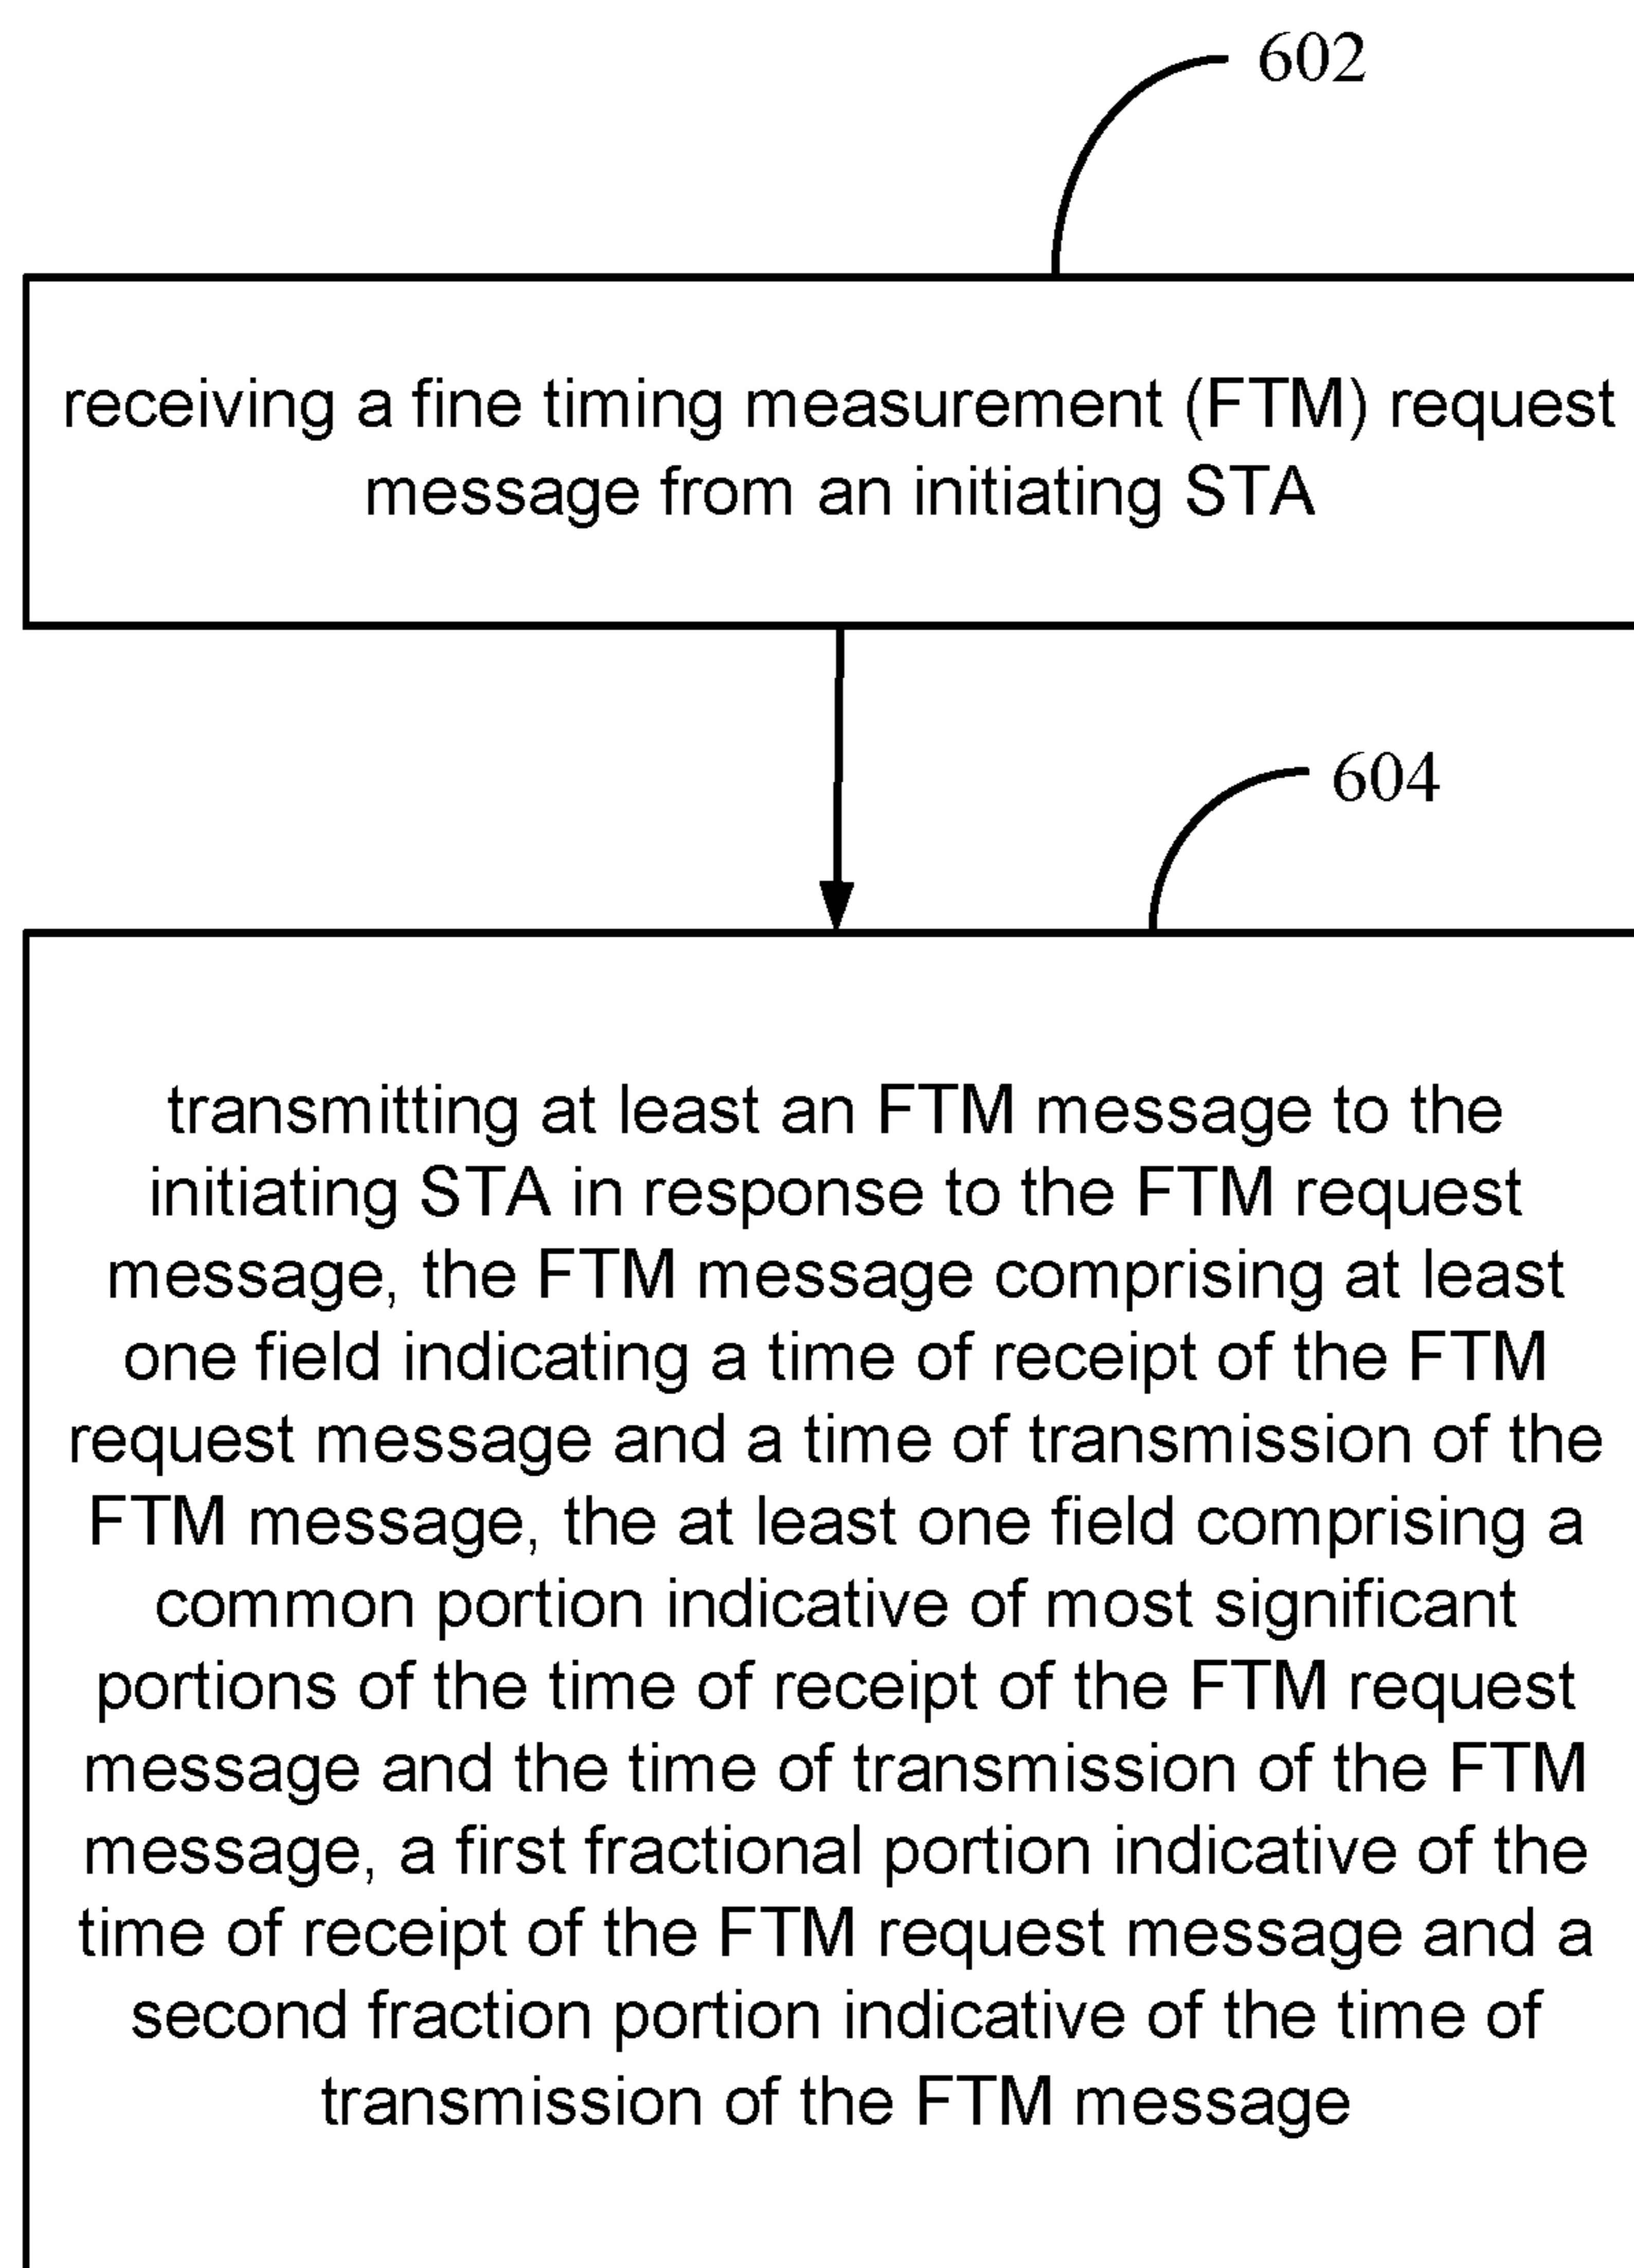 602
receiving a fine timing measurement (FTM) request
message from an initiating STA
604
transmitting at least an FTM message to the
initiating STA in response to the FTM request
message, the FTM message comprising at least
one field indicating a time of receipt of the FTM
request message and a time of transmission of the
FTM message, the at least one field comprising a
common portion indicative of most significant
portions of the time of receipt of the FTM request
message and the time of transmission of the FTM
message, a first fractional portion indicative of the
time of receipt of the FTM request message and a
second fraction portion indicative of the time of
transmission of the FTM message